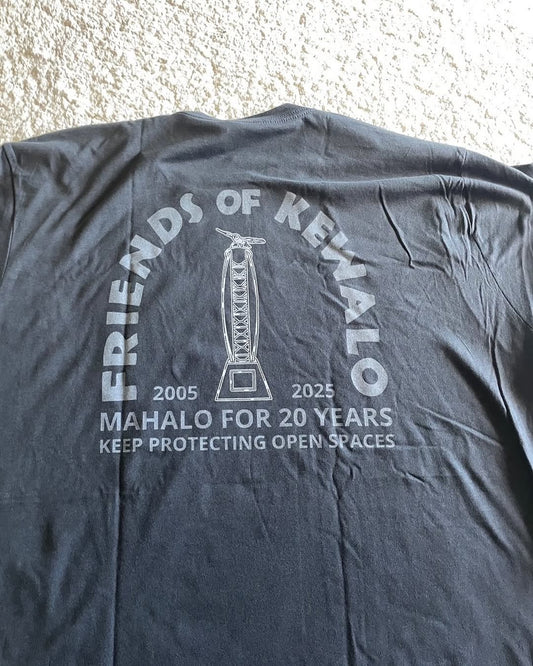 FRIENDS OF KEWALO
2005 2025
MAHALO FOR 20 YEARS
KEEP PROTECTING OPEN SPACES